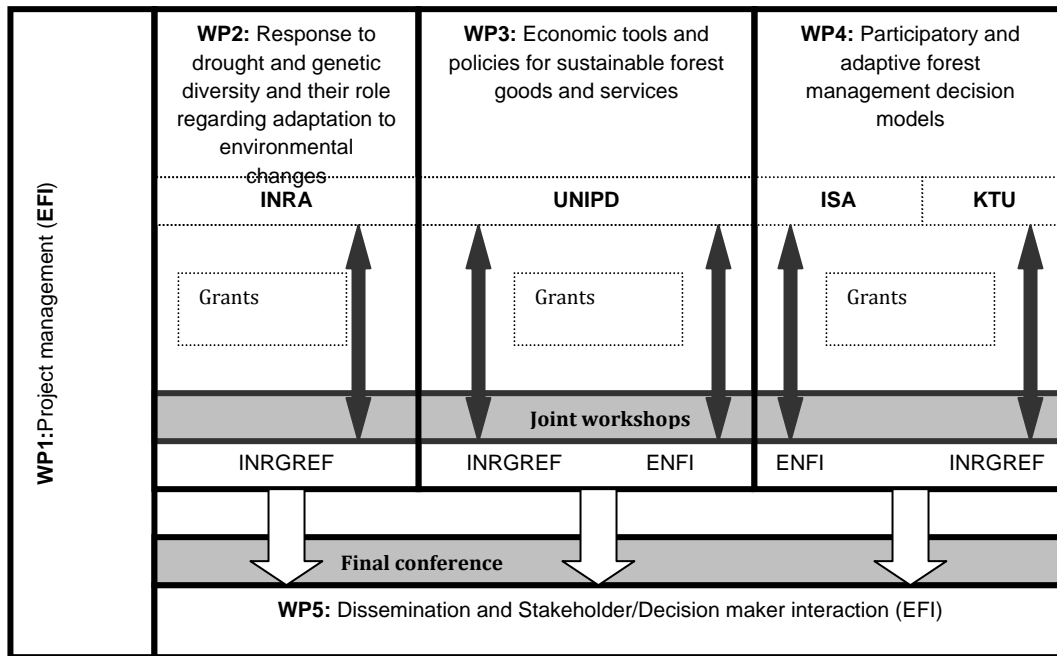 WP1:Project management (EFI)
WP2: Response to
drought and genetic
diversity and their role
regarding adaptation to
environmental
changes
WP3: Economic tools and
policies for sustainable forest
goods and services
WP4: Participatory and
adaptive forest
management decision
models
INRA
UNIPD
ISA
KTU
Grants
Grants
Grants
Joint workshops
INRGREF
INRGREF
ENFI
ENFI
INRGREF
Final conference
WP5: Dissemination and Stakeholder/Decision maker interaction (EFI)